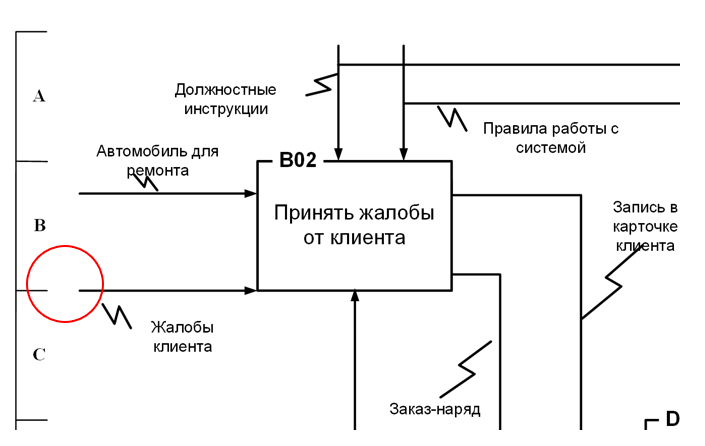 A
Должностные
инструкции
Правила работы с
системой
Автомобиль для
ремонта
B02
Принять жалобы
от клиента
B
Запись в
карточке
клиента
Жалобы
клиента
C
Заказ-наряд
D